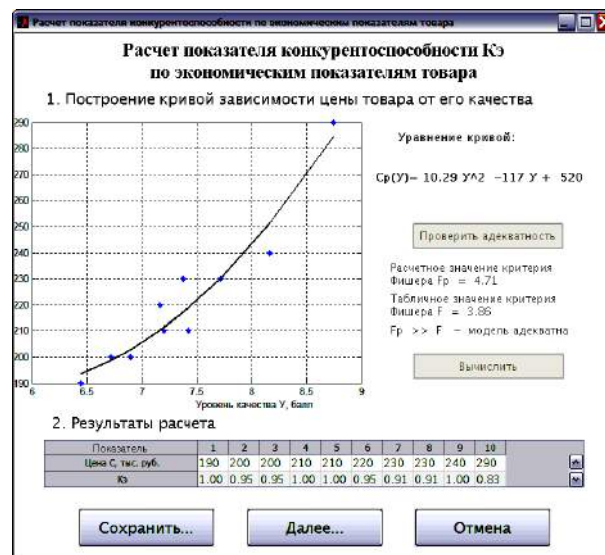 Расчет показателя конкурентоспособности по экономическим показателям товара
Расчет показателя конкурентоспособности Кэ
по экономическим показателям товара
1. Построение кривой зависимости цены товара от его качества
290
280
270
260
250
240
230
220
210
200
190
6 6.5 7 7.5 8 8.5 9
Уровень качества У, балл
Уравнение кривой:
Ср(У)= 10.29 У^2 -117 У + 520
Проверить адекватность
Расчетное значение критерия
Фишера Fр = 4.71
Табличное значение критерия
Фишера F = 3.86
Fр >> F - модель адекватна
Вычислить
2. Результаты расчета
Показатель 1 2 3 4 5 6 7 8 9 10
Цена С, тыс. руб. 190 200 200 210 210 220 230 230 240 290
Кэ 1.00 0.95 0.95 1.00 1.00 0.95 0.91 0.91 1.00 0.83
Сохранить... Далее... Отмена